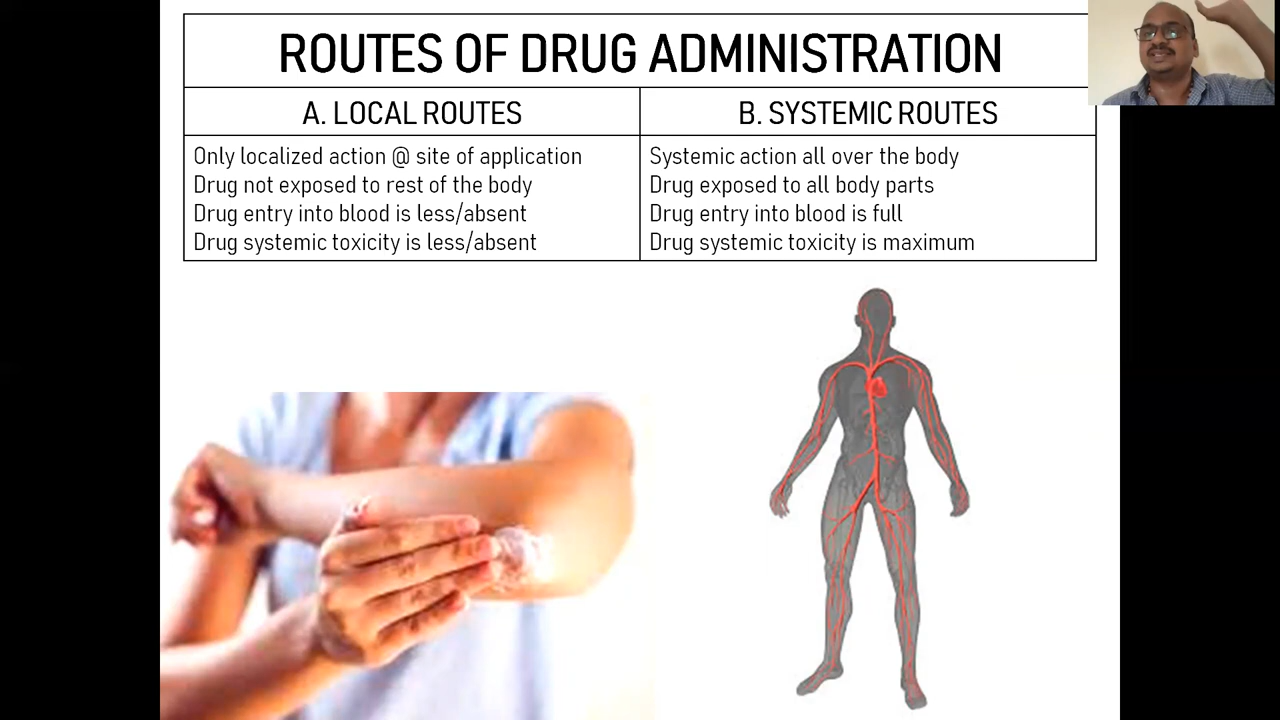 ROUTES OF DRUG ADMINISTRATION
A. LOCAL ROUTES
B. SYSTEMIC ROUTES
Only localized action @ site of application
Drug not exposed to rest of the body
Drug entry into blood is less/absent
Drug systemic toxicity is less/absent
Systemic action all over the body
Drug exposed to all body parts
Drug entry into blood is full
Drug systemic toxicity is maximum